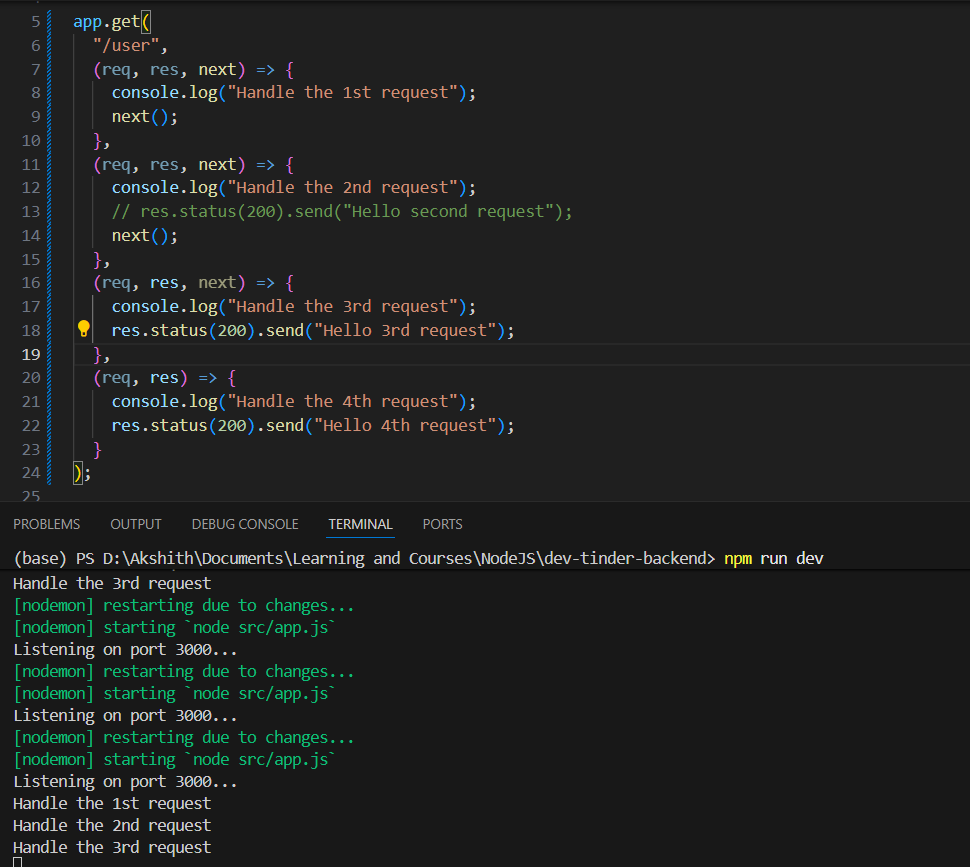 5 app.get(
6 "/user",
7 (req, res, next) => {
8 console.log("Handle the 1st request");
9 next();
10 },
11 (req, res, next) => {
12 console.log("Handle the 2nd request");
13 // res.status(200).send("Hello second request");
14 next();
15 },
16 (req, res, next) => {
17 console.log("Handle the 3rd request");
18 res.status(200).send("Hello 3rd request");
19 },
20 (req, res) => {
21 console.log("Handle the 4th request");
22 res.status(200).send("Hello 4th request");
23 }
24 );
25
PROBLEMS OUTPUT DEBUG CONSOLE TERMINAL PORTS
(base) PS D:\Akshith\Documents\Learning and Courses\NodeJS\dev-tinder-backend> npm run dev
Handle the 3rd request
[nodemon] restarting due to changes...
[nodemon] starting `node src/app.js`
Listening on port 3000...
[nodemon] restarting due to changes...
[nodemon] starting `node src/app.js`
Listening on port 3000...
[nodemon] restarting due to changes...
[nodemon] starting `node src/app.js`
Listening on port 3000...
Handle the 1st request
Handle the 2nd request
Handle the 3rd request